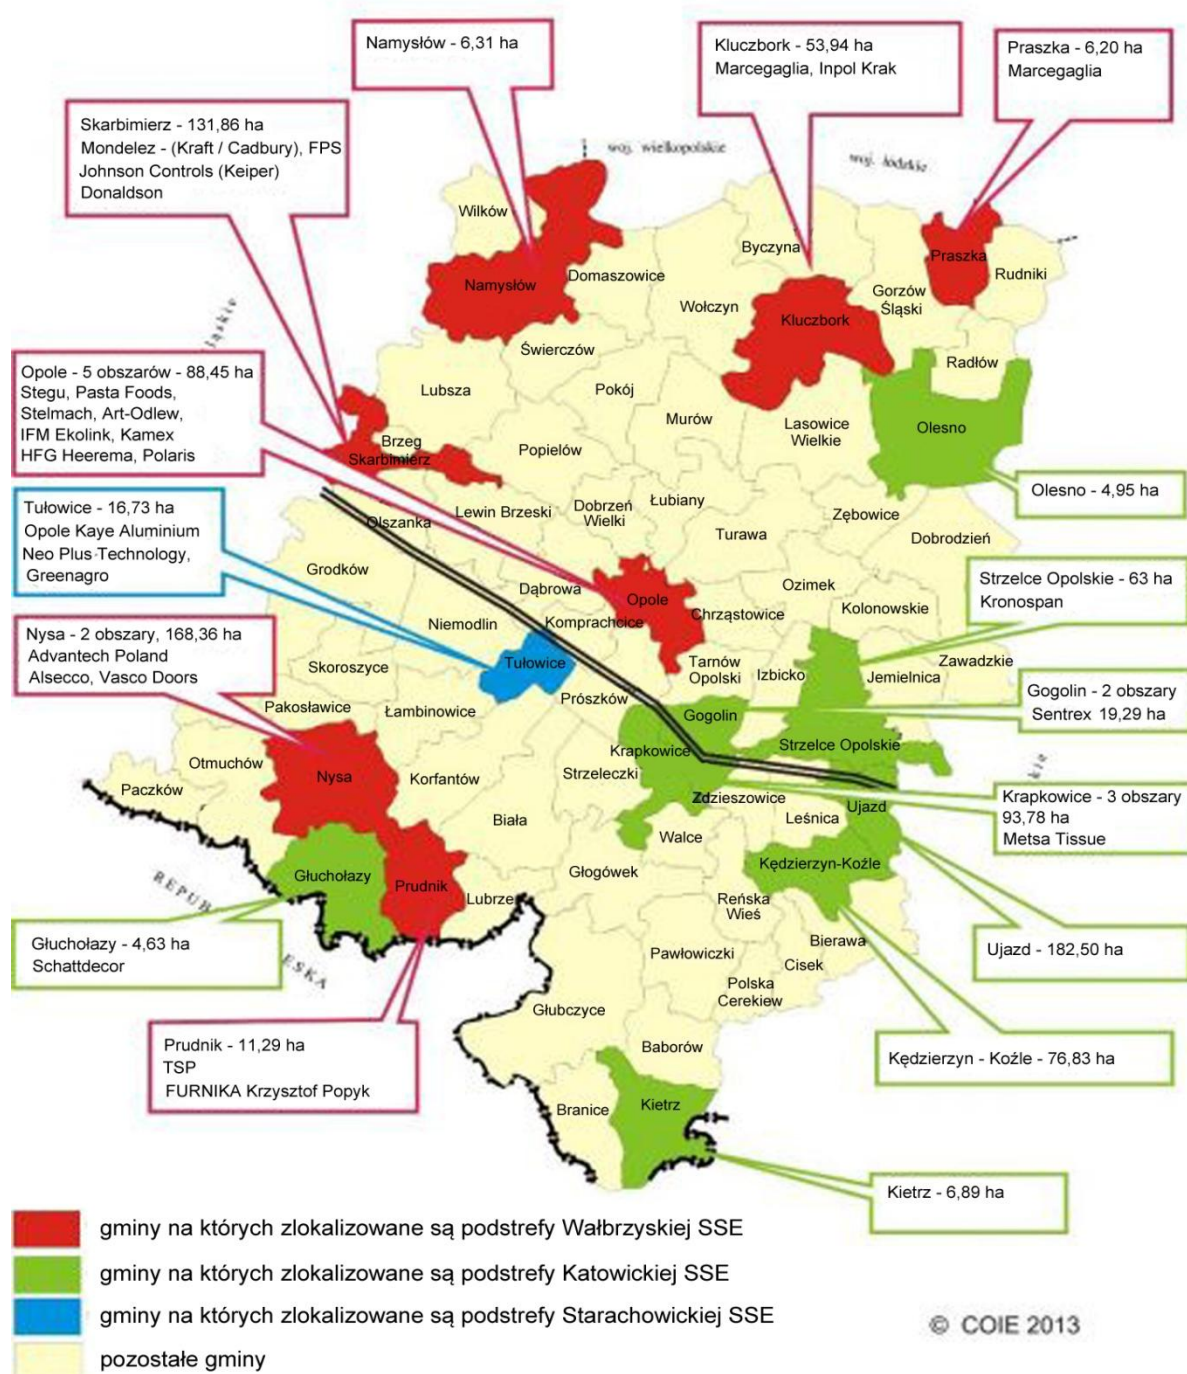 Namysłów - 6,31 ha
Kluczbork - 53,94 ha
Marcegaglia, Inpol Krak
Praszka - 6,20 ha
Marcegaglia
Skarbimierz - 131,86 ha
Mondelez - (Kraft / Cadbury), FPS
Johnson Controls (Keiper)
Donaldson
woj. wielkopolskie
woj. łódzkie
Wilków
Byczyna
Praszka
Rudniki
Namysłów
Domaszowice
Wołczyn
Kluczbork
Gorzów
Śląski
Świerczów
Radłów
Opole - 5 obszarów - 88,45 ha
Stegu, Pasta Foods,
Stelmach, Art-Odlew,
IFM Ekolink, Kamex
HFG Heerema, Polaris
Lubsza
Pokój
Murów
Lasowice
Wielkie
Olesno
Brzeg
Skarbimierz
Popielów
Olesno - 4,95 ha
Tułowice - 16,73 ha
Opole Kaye Aluminium
Neo Plus Technology,
Greenagro
Olszanka
Lewin Brzeski
Dobrzeń
Wielki
Łubiany
Turawa
Zębowice
Dobrodzień
Grodków
Dąbrowa
Opole
Ozimek
Strzelce Opolskie - 63 ha
Kronospan
Niemodlin
Komprachcice
Chrząstowice
Kolonowskie
Nysa - 2 obszary, 168,36 ha
Advantech Poland
Alsecco, Vasco Doors
Skoroszyce
Tułowice
Tarnów
Opolski
Izbicko
Jemielnica
Zawadzkie
Pakosławice
Łambinowice
Prószków
Gogolin
Gogolin - 2 obszary
Sentrex 19,29 ha
Otmuchów
Nysa
Korfantów
Krapkowice
Strzeleczki
Strzelce Opolskie
Paczków
Biała
Zdzieszowice
Leśnica
Ujazd
Krapkowice - 3 obszary
93,78 ha
Metsa Tissue
Walce
Głuchołazy
Prudnik
Lubrze
Głogówek
Kędzierzyn-Koźle
Reńska
Wieś
Głuchołazy - 4,63 ha
Schattdecor
Pawłowiczki
Bierawa
Cisek
Polska
Cerekiew
Ujazd - 182,50 ha
Głubczyce
Baborów
Prudnik - 11,29 ha
TSP
FURNIKA Krzysztof Popyk
Kędzierzyn - Koźle - 76,83 ha
Branice
Kietrz
Kietrz - 6,89 ha
gminy na których zlokalizowane są podstrefy Wałbrzyskiej SSE
gminy na których zlokalizowane są podstrefy Katowickiej SSE
gminy na których zlokalizowane są podstrefy Starachowickiej SSE
pozostałe gminy
© COIE 2013